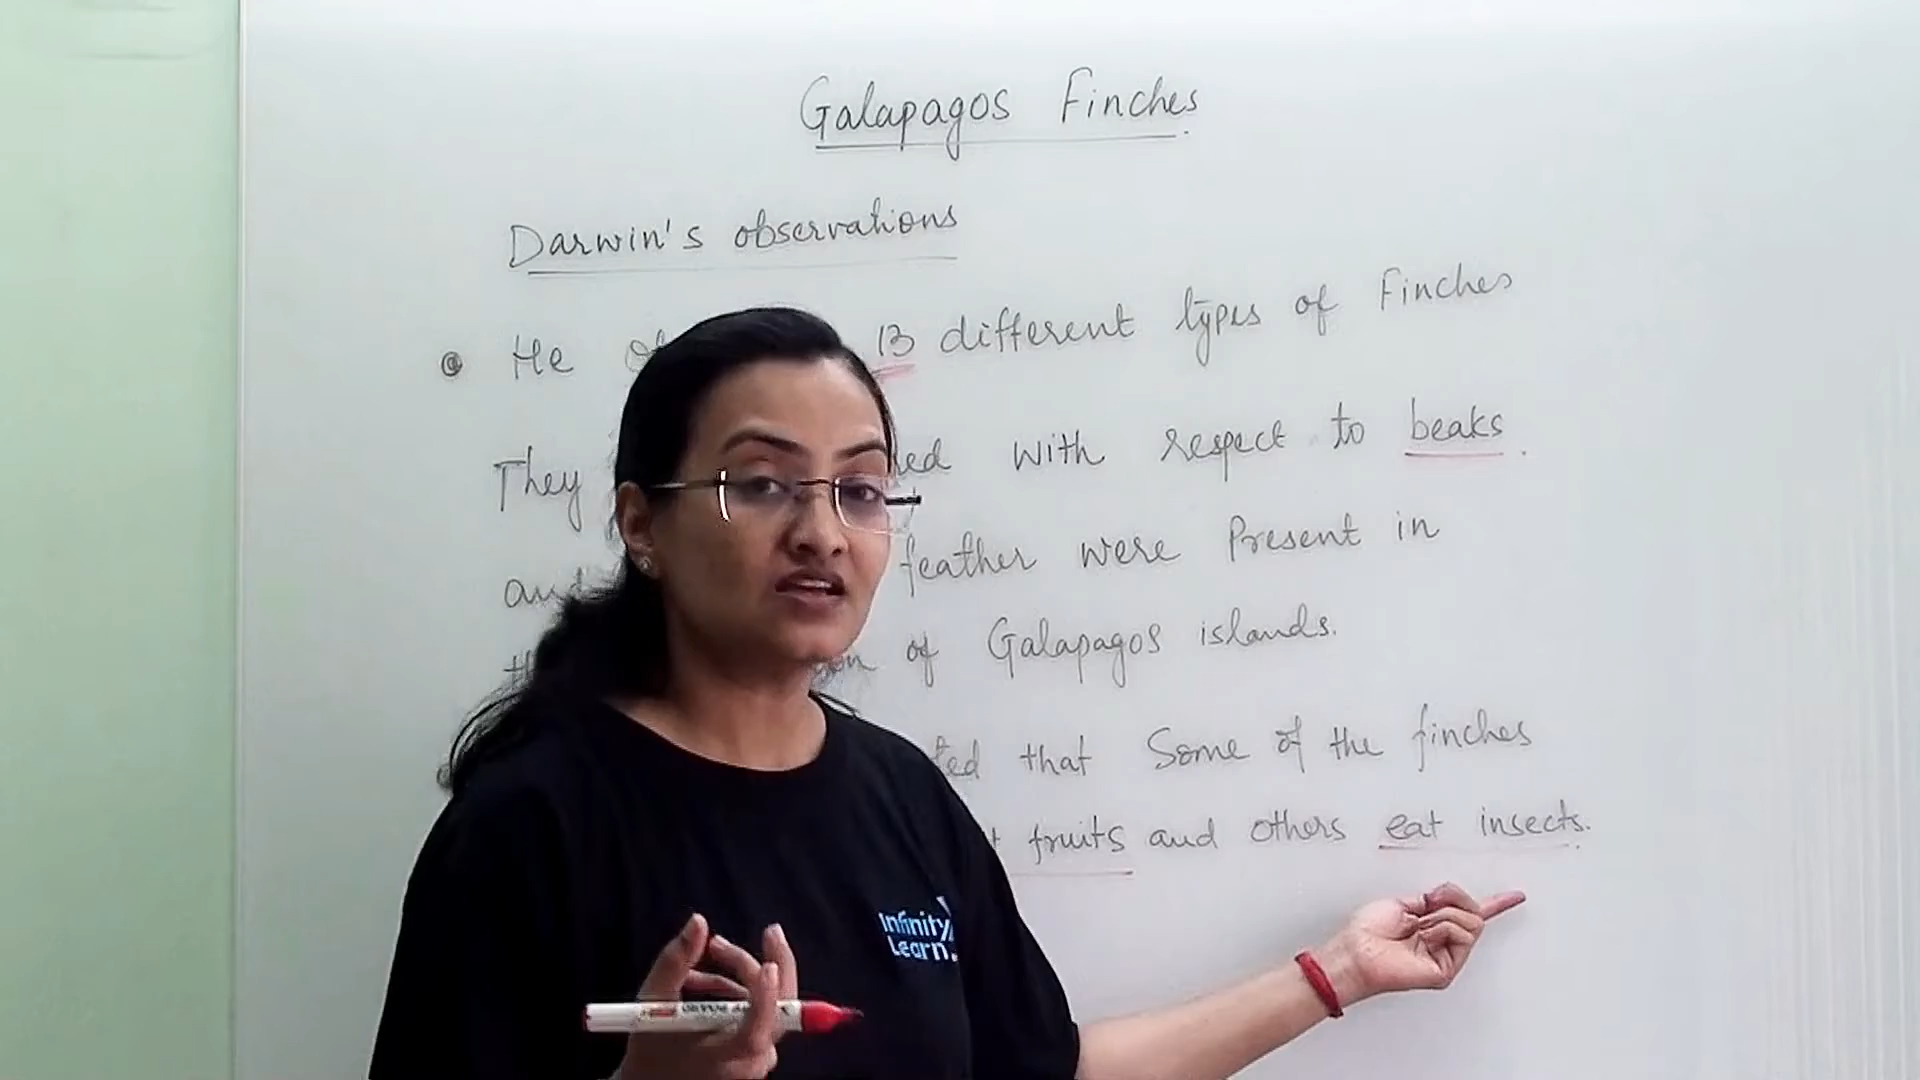 Galapagos Finches
Darwin's observations
He 13 different types of Finches
They with respect to beaks.
feather were Present in
of Galapagos islands.
that Some of the finches
fruits and others eat insects.
Infinity
Learn.